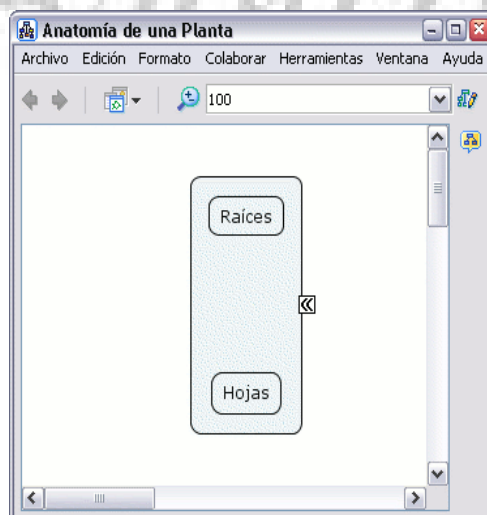 Anatomía de una Planta
Archivo Edición Formato Colaborar Herramientas Ventana Ayuda
100
Raíces
Hojas